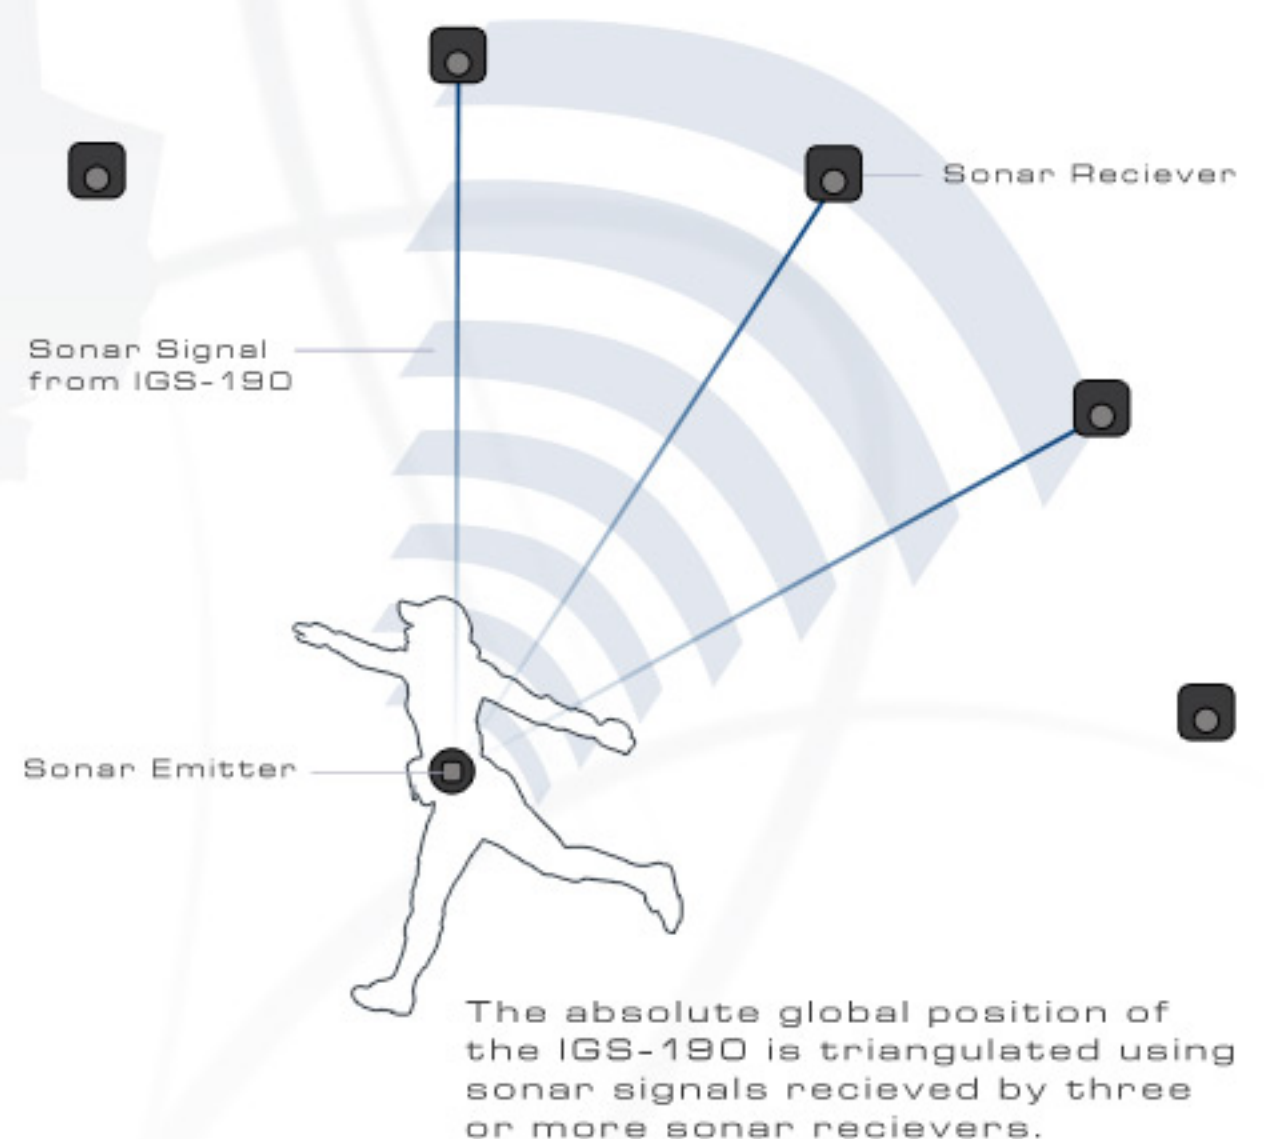 Sonar Reciever
Sonar Signal
from IGS-190
Sonar Emitter
The absolute global position of
the IGS-190 is triangulated using
sonar signals recieved by three
or more sonar recievers.